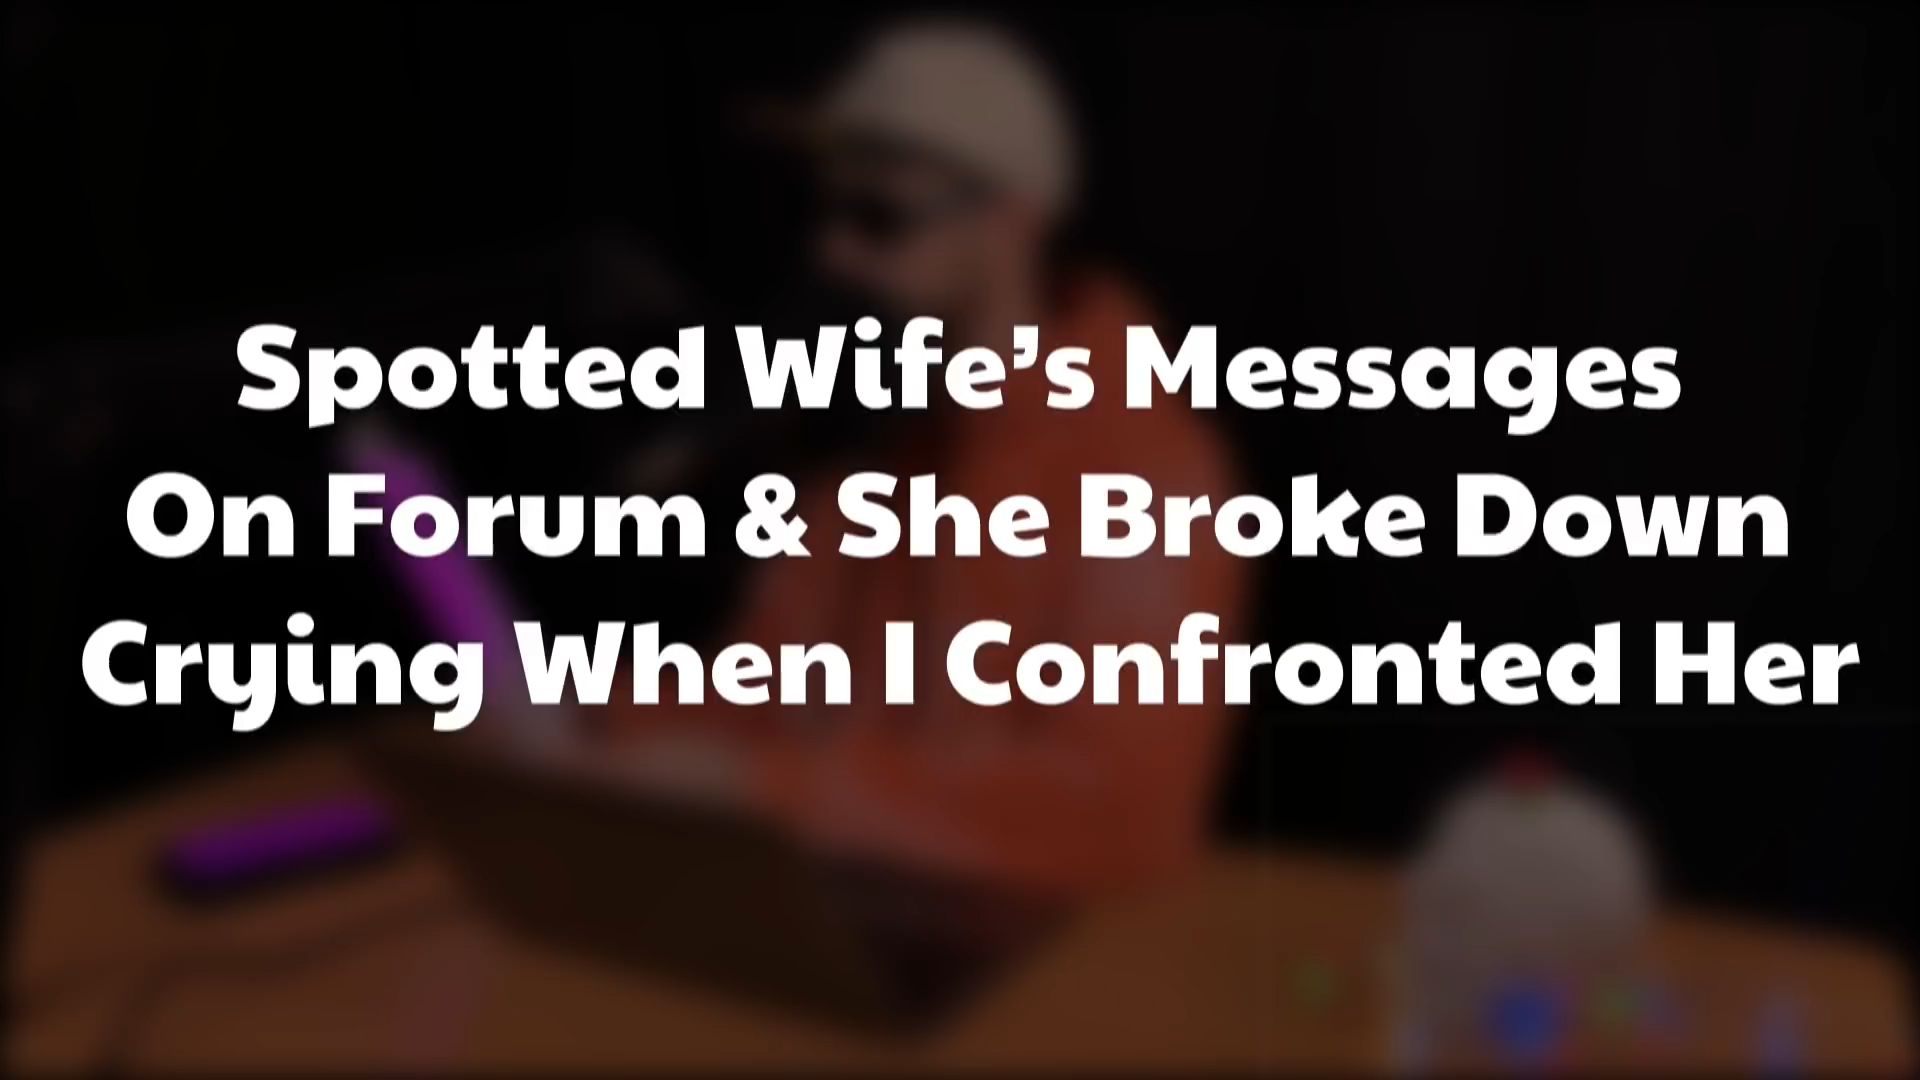 Spotted Wife’s Messages
On Forum & She Broke Down
Crying When I Confronted Her